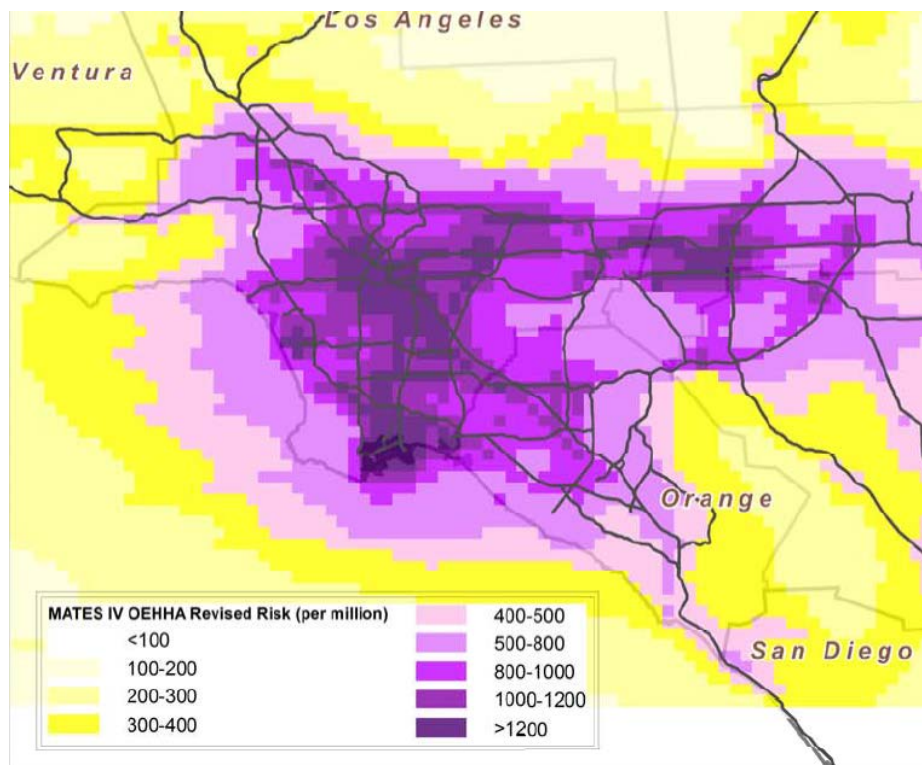 Los Angeles
Ventura
Orange
San Diego
MATES IV OEHHA Revised Risk (per million)
<100
100-200
200-300
300-400
400-500
500-800
800-1000
1000-1200
>1200